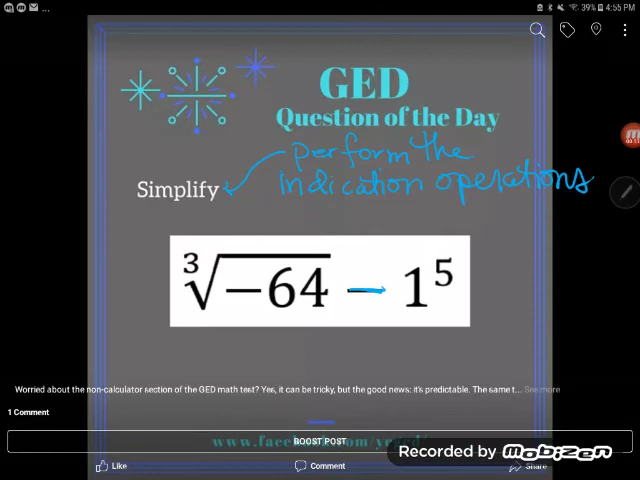 ... 39% 4:55 PM
GED
Question of the Day
perform the
indication operations
Simplify
∛-64 - 1⁵
00:11
Worried about the non-calculator section of the GED math test? Yes, it can be tricky, but the good news: it's predictable. The same t... See more
1 Comment
BOOST POST
Recorded by mobizen
Like Comment Share